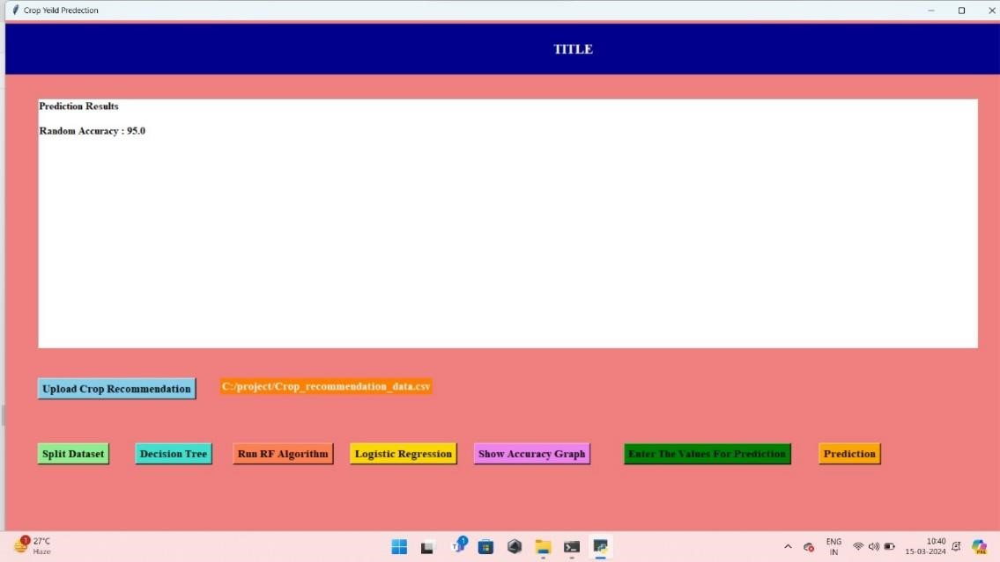 Crop Yeild Predection
TITLE
Prediction Results
Random Accuracy : 95.0
Upload Crop Recommendation C:/project/Crop_recommendation_data.csv
Split Dataset Decision Tree Run RF Algorithm Logistic Regression Show Accuracy Graph Enter The Values For Prediction Prediction
1 27°C 1 ENG 10:40
Haze IN 15-03-2024